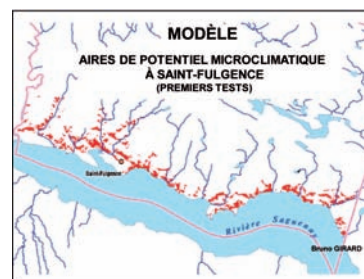 MODÈLE
AIRES DE POTENTIEL MICROCLIMATIQUE
À SAINT-FULGENCE
(PREMIERS TESTS)
Saint-Fulgence
Rivière Saguenay
Bruno GIRARD